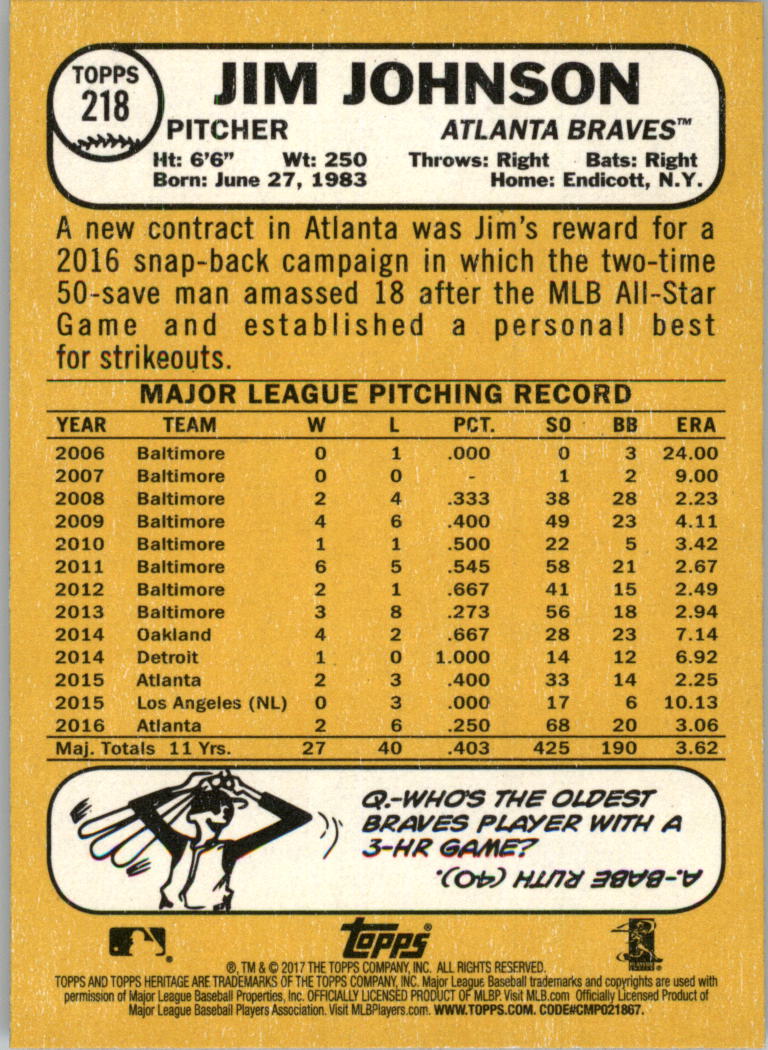 TOPPS
218
JIM JOHNSON
PITCHER ATLANTA BRAVES™
Ht: 6'6" Wt: 250 Throws: Right Bats: Right
Born: June 27, 1983 Home: Endicott, N.Y.
A new contract in Atlanta was Jim's reward for a
2016 snap-back campaign in which the two-time
50-save man amassed 18 after the MLB All-Star
Game and established a personal best
for strikeouts.
MAJOR LEAGUE PITCHING RECORD
YEAR TEAM W L PCT. SO BB ERA
2006 Baltimore 0 1 .000 0 3 24.00
2007 Baltimore 0 0 - 1 2 9.00
2008 Baltimore 2 4 .333 38 28 2.23
2009 Baltimore 4 6 .400 49 23 4.11
2010 Baltimore 1 1 .500 22 5 3.42
2011 Baltimore 6 5 .545 58 21 2.67
2012 Baltimore 2 1 .667 41 15 2.49
2013 Baltimore 3 8 .273 56 18 2.94
2014 Oakland 4 2 .667 28 23 7.14
2014 Detroit 1 0 1.000 14 12 6.92
2015 Atlanta 2 3 .400 33 14 2.25
2015 Los Angeles (NL) 0 3 .000 17 6 10.13
2016 Atlanta 2 6 .250 68 20 3.06
Maj. Totals 11 Yrs. 27 40 .403 425 190 3.62
Q.-WHO'S THE OLDEST
BRAVES PLAYER WITH A
3-HR GAME?
A.-BABE RUTH (40).
Topps®
®, TM & © 2017 THE TOPPS COMPANY, INC. ALL RIGHTS RESERVED.
TOPPS AND TOPPS HERITAGE ARE TRADEMARKS OF THE TOPPS COMPANY, INC. Major League Baseball trademarks and copyrights are used with
permission of Major League Baseball Properties, Inc. OFFICIALLY LICENSED PRODUCT OF MLBP. Visit MLB.com Officially Licensed Product of
Major League Baseball Players Association. Visit MLBPlayers.com. WWW.TOPPS.COM. CODE#CMP021867.